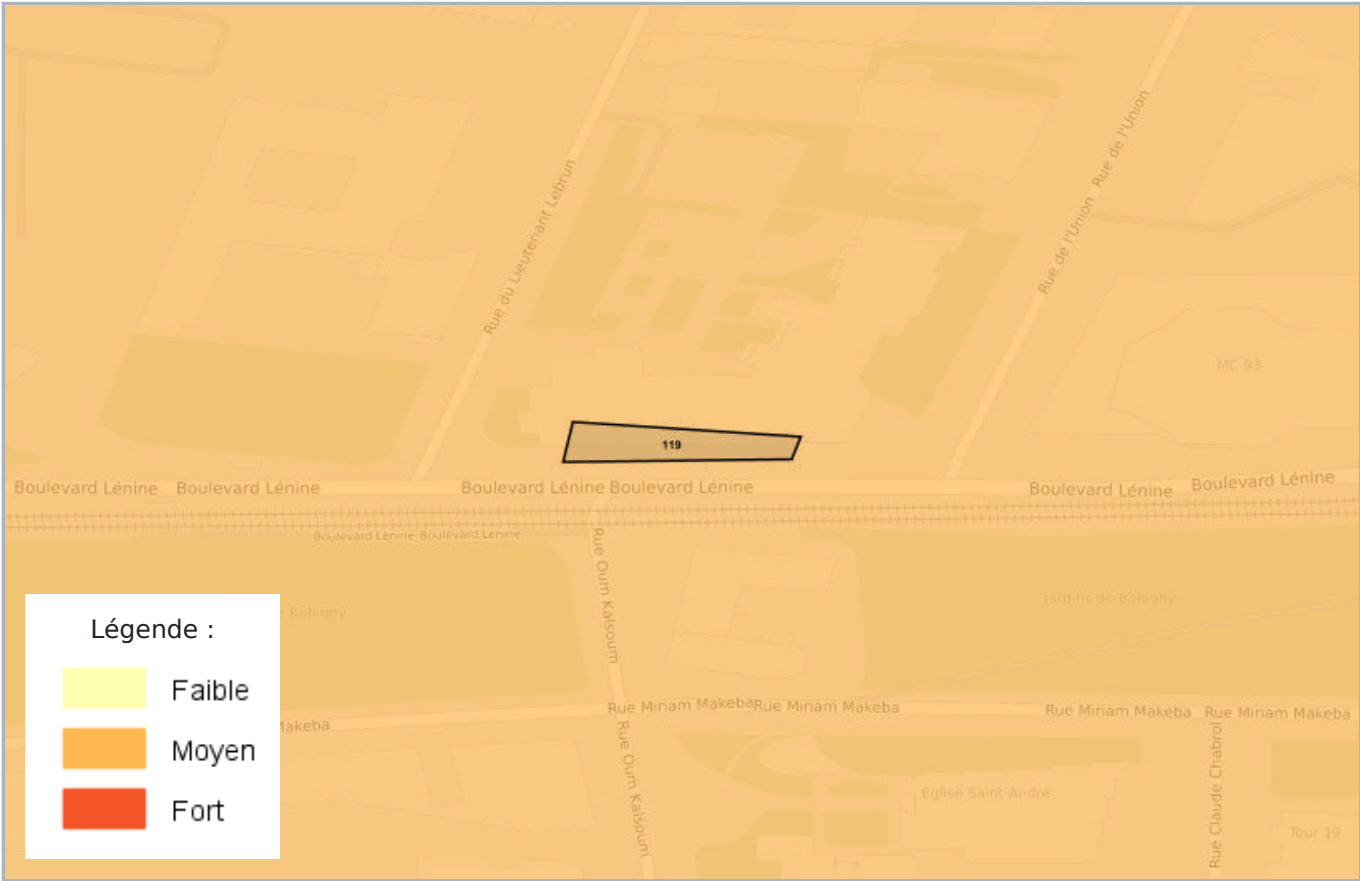 Rue du Lieutenant Lebrun
Rue de l'Union
Rue de l'Union
MC 93
119
Boulevard Lénine
Boulevard Lénine
Boulevard Lénine
Boulevard Lénine
Boulevard Lénine
Boulevard Lénine
Boulevard Lénine
Boulevard Lénine
Rue Oum Kalsoum
Bobigny
Jardins de Bobigny
Rue Miriam Makeba
Rue Miriam Makeba
Rue Miriam Makeba
Rue Miriam Makeba
Makeba
Rue Oum Kalsoum
Rue Claude Chabrol
Eglise Saint-André
Tour 19
Légende :
Faible
Moyen
Fort